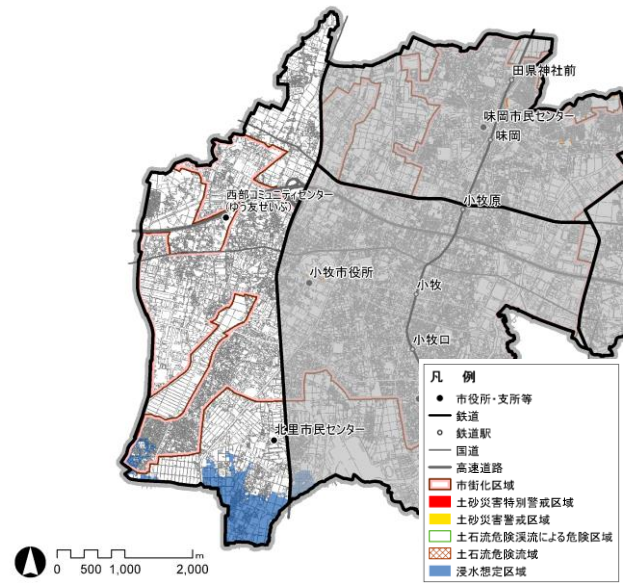 田県神社前
味岡市民センター
味岡
西部コミュニティセンター
(ゆう友せいぶ)
小牧原
小牧市役所
小牧
小牧口
北里市民センター
凡 例
市役所・支所等
鉄道
鉄道駅
国道
高速道路
市街化区域
土砂災害特別警戒区域
土砂災害警戒区域
土石流危険渓流による危険区域
土石流危険流域
浸水想定区域
0 500 1,000 2,000
m